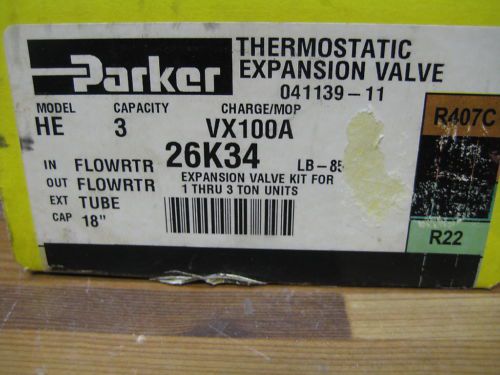 Parker
THERMOSTATIC
EXPANSION VALVE
041139-11
MODEL CAPACITY CHARGE/MOP
HE 3 VX100A
R407C
26K34 LB-85
IN FLOWRTR
OUT FLOWRTR
EXT TUBE
CAP 18"
EXPANSION VALVE KIT FOR
1 THRU 3 TON UNITS
R22